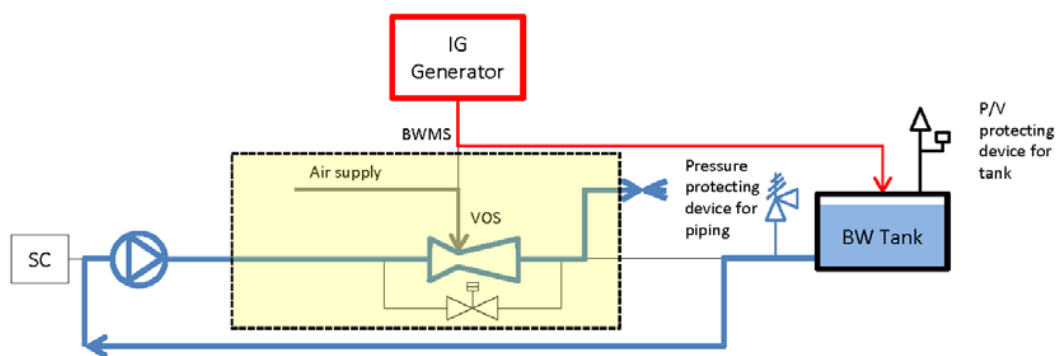 IG
Generator
BWMS
P/V
protecting
device for
tank
Air supply
VOS
Pressure
protecting
device for
piping
SC
BW Tank